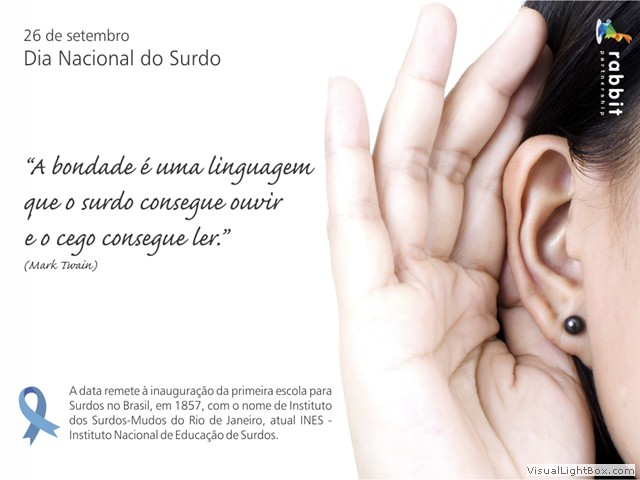 26 de setembro
Dia Nacional do Surdo
rabbit
partnership
“A bondade é uma linguagem
que o surdo consegue ouvir
e o cego consegue ler.”
(Mark Twain)
A data remete à inauguração da primeira escola para
Surdos no Brasil, em 1857, com o nome de Instituto
dos Surdos-Mudos do Rio de Janeiro, atual INES -
Instituto Nacional de Educação de Surdos.
VisualLightBox.com